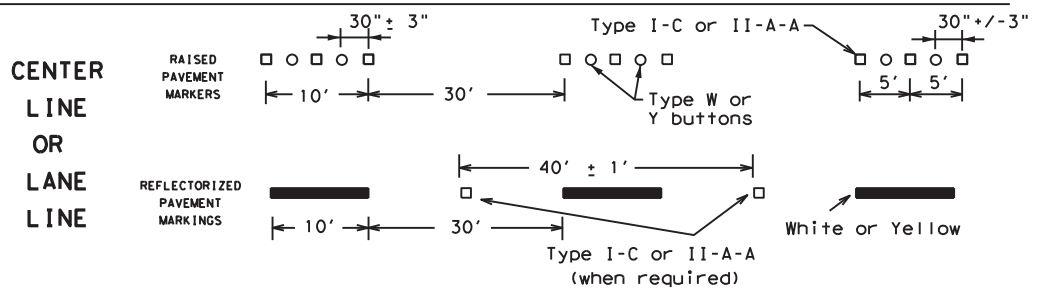 CENTER
LINE
OR
LANE
LINE
RAISED
PAVEMENT
MARKERS
30" ± 3"
10'
30'
Type I-C or II-A-A
Type W or
Y buttons
30"+/-3"
5'
5'
REFLECTORIZED
PAVEMENT
MARKINGS
40' ± 1'
10'
30'
Type I-C or II-A-A
(when required)
White or Yellow